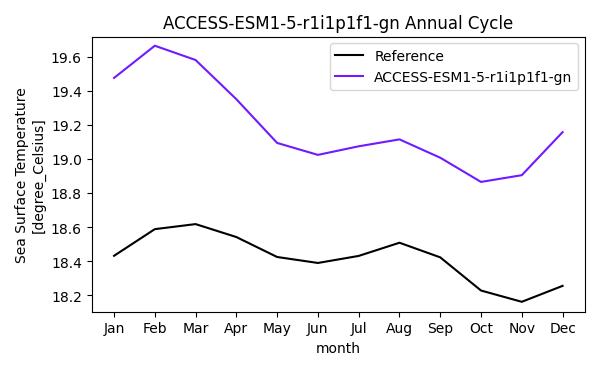 ACCESS-ESM1-5-r1i1p1f1-gn Annual Cycle
Reference
ACCESS-ESM1-5-r1i1p1f1-gn
Sea Surface Temperature
[degree_Celsius]
19.6
19.4
19.2
19.0
18.8
18.6
18.4
18.2
Jan Feb Mar Apr May Jun Jul Aug Sep Oct Nov Dec
month